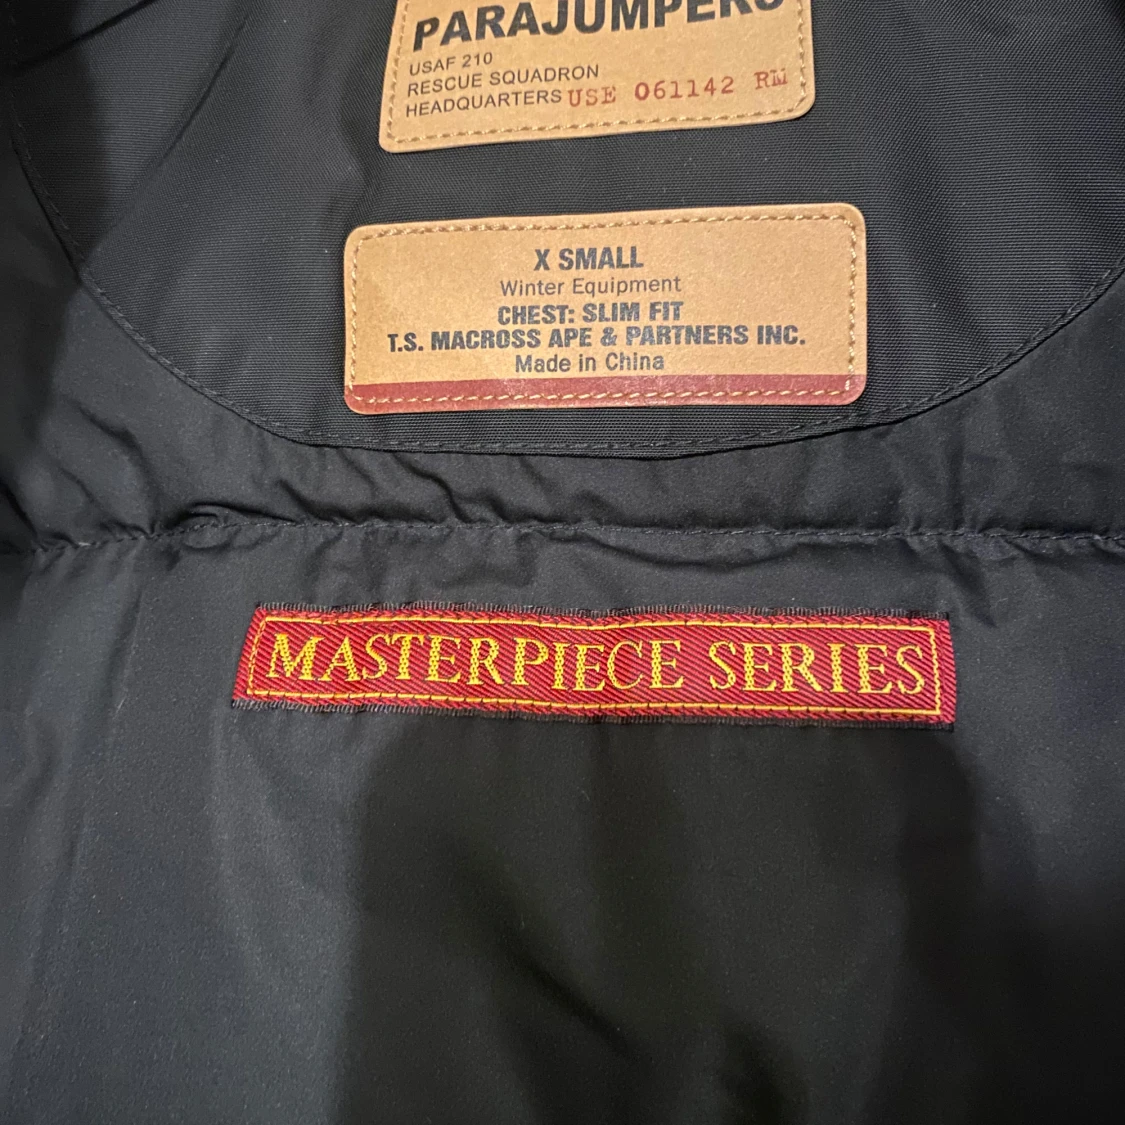 PARAJUMPERS
USAF 210
RESCUE SQUADRON
HEADQUARTERS USE 061142 RM
X SMALL
Winter Equipment
CHEST: SLIM FIT
T.S. MACROSS APE & PARTNERS INC.
Made in China
MASTERPIECE SERIES